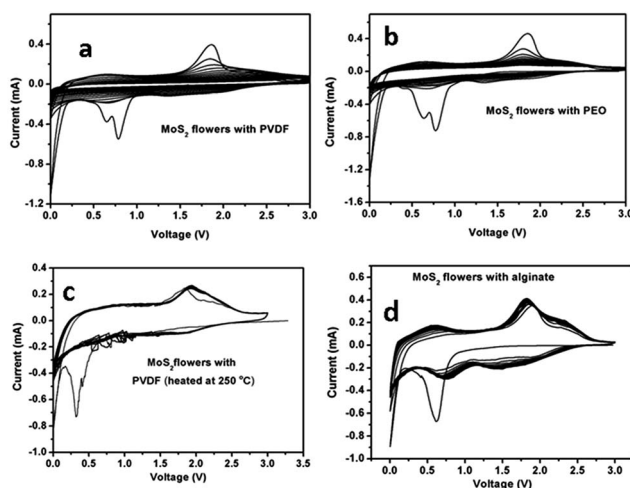 a
0.4
0.0
-0.4
-0.8
-1.2
Current (mA)
MoS2 flowers with PVDF
0.0 0.5 1.0 1.5 2.0 2.5 3.0
Voltage (V)
b
0.4
0.0
-0.4
-0.8
-1.2
-1.6
Current (mA)
MoS2 flowers with PEO
0.0 0.5 1.0 1.5 2.0 2.5 3.0
Voltage (V)
c
0.4
0.2
0.0
-0.2
-0.4
-0.6
-0.8
-1.0
Current (mA)
MoS2flowers with
PVDF (heated at 250 °C)
0.0 0.5 1.0 1.5 2.0 2.5 3.0 3.5
Voltage (V)
MoS2 flowers with alginate
d
0.6
0.4
0.2
0.0
-0.2
-0.4
-0.6
-0.8
-1.0
Current (mA)
0.0 0.5 1.0 1.5 2.0 2.5 3.0
Voltage (V)